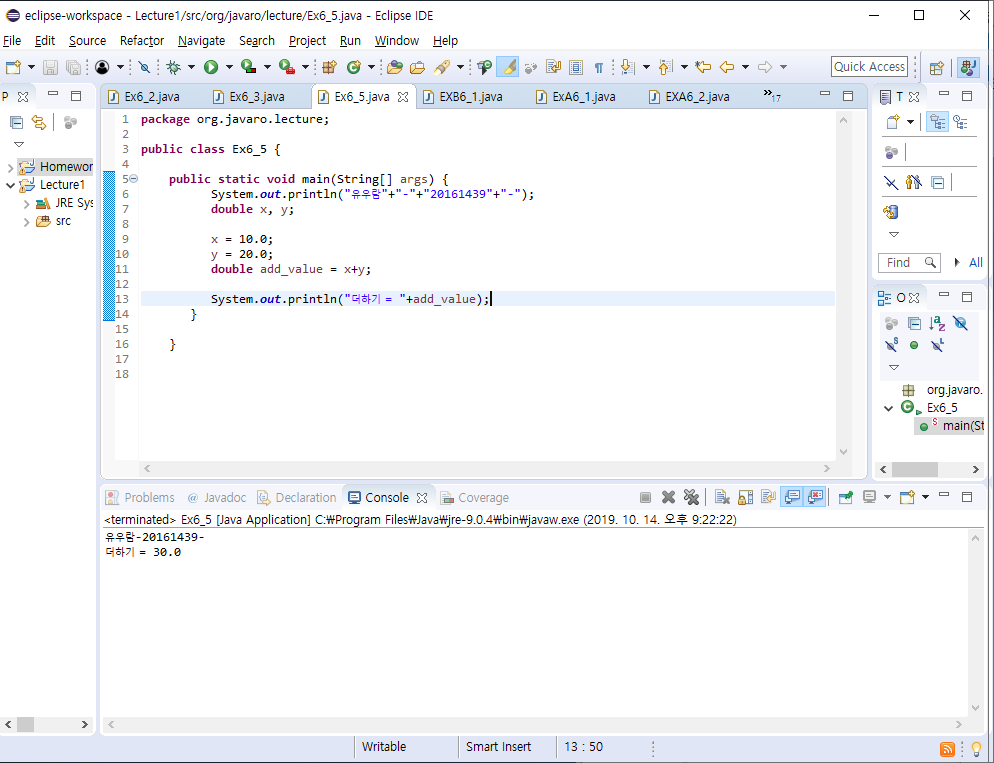 eclipse-workspace - Lecture1/src/org/javaro/lecture/Ex6_5.java - Eclipse IDE
File Edit Source Refactor Navigate Search Project Run Window Help
Quick Access
P
Ex6_2.java Ex6_3.java Ex6_5.java EXB6_1.java ExA6_1.java EXA6_2.java »17
T
Homewor
Lecture1
JRE Sys
src
1 package org.javaro.lecture;
2
3 public class Ex6_5 {
4
5 public static void main(String[] args) {
6 System.out.println("유우람"+"-"+"20161439"+"-");
7 double x, y;
8
9 x = 10.0;
10 y = 20.0;
11 double add_value = x+y;
12
13 System.out.println("더하기 = "+add_value);
14 }
15
16 }
17
18
Find All
O
org.javaro.
Ex6_5
main(St
Problems @ Javadoc Declaration Console Coverage
<terminated> Ex6_5 [Java Application] C:₩Program Files₩Java₩jre-9.0.4₩bin₩javaw.exe (2019. 10. 14. 오후 9:22:22)
유우람-20161439-
더하기 = 30.0
Writable Smart Insert 13 : 50